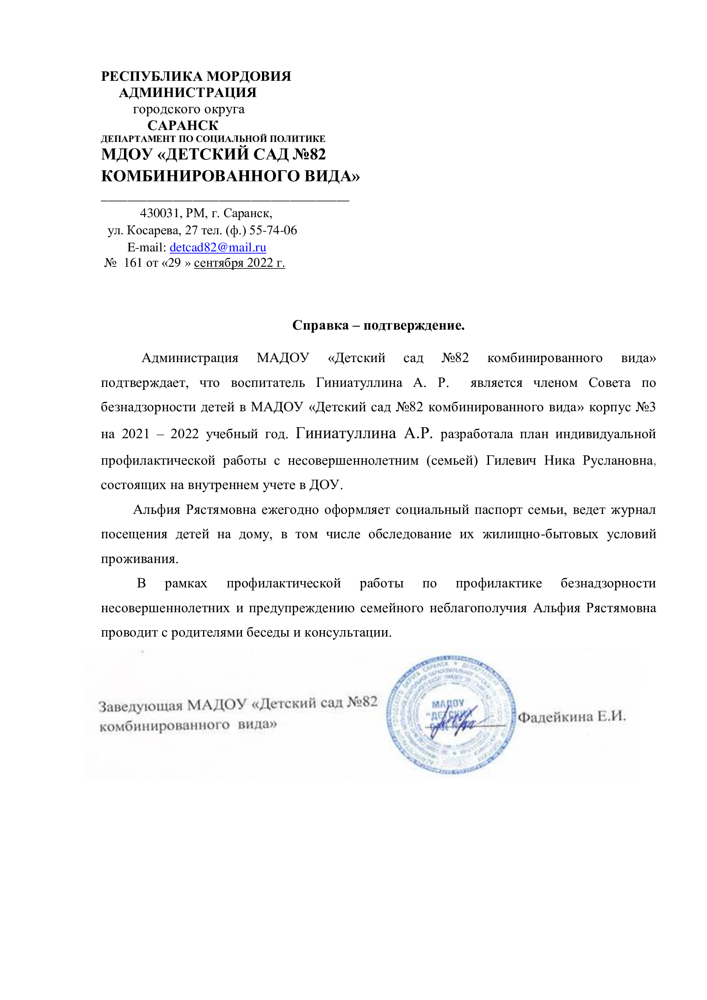 РЕСПУБЛИКА МОРДОВИЯ
АДМИНИСТРАЦИЯ
городского округа
САРАНСК
ДЕПАРТАМЕНТ ПО СОЦИАЛЬНОЙ ПОЛИТИКЕ
МДОУ «ДЕТСКИЙ САД №82
КОМБИНИРОВАННОГО ВИДА»
430031, РМ, г. Саранск,
ул. Косарева, 27 тел. (ф.) 55-74-06
E-mail: detcad82@mail.ru
№ 161 от «29 » сентября 2022 г.
Справка – подтверждение.
Администрация МАДОУ «Детский сад №82 комбинированного вида»
подтверждает, что воспитатель Гиниатуллина А. Р. является членом Совета по
безнадзорности детей в МАДОУ «Детский сад №82 комбинированного вида» корпус №3
на 2021 – 2022 учебный год. Гиниатуллина А.Р. разработала план индивидуальной
профилактической работы с несовершеннолетним (семьей) Гилевич Ника Руслановна,
состоящих на внутреннем учете в ДОУ.
Альфия Рястямовна ежегодно оформляет социальный паспорт семьи, ведет журнал
посещения детей на дому, в том числе обследование их жилищно-бытовых условий
проживания.
В рамках профилактической работы по профилактике безнадзорности
несовершеннолетних и предупреждению семейного неблагополучия Альфия Рястямовна
проводит с родителями беседы и консультации.
Заведующая МАДОУ «Детский сад №82
комбинированного вида»
МАДОУ
"ДЕТСКИЙ
САД
Фадейкина Е.И.